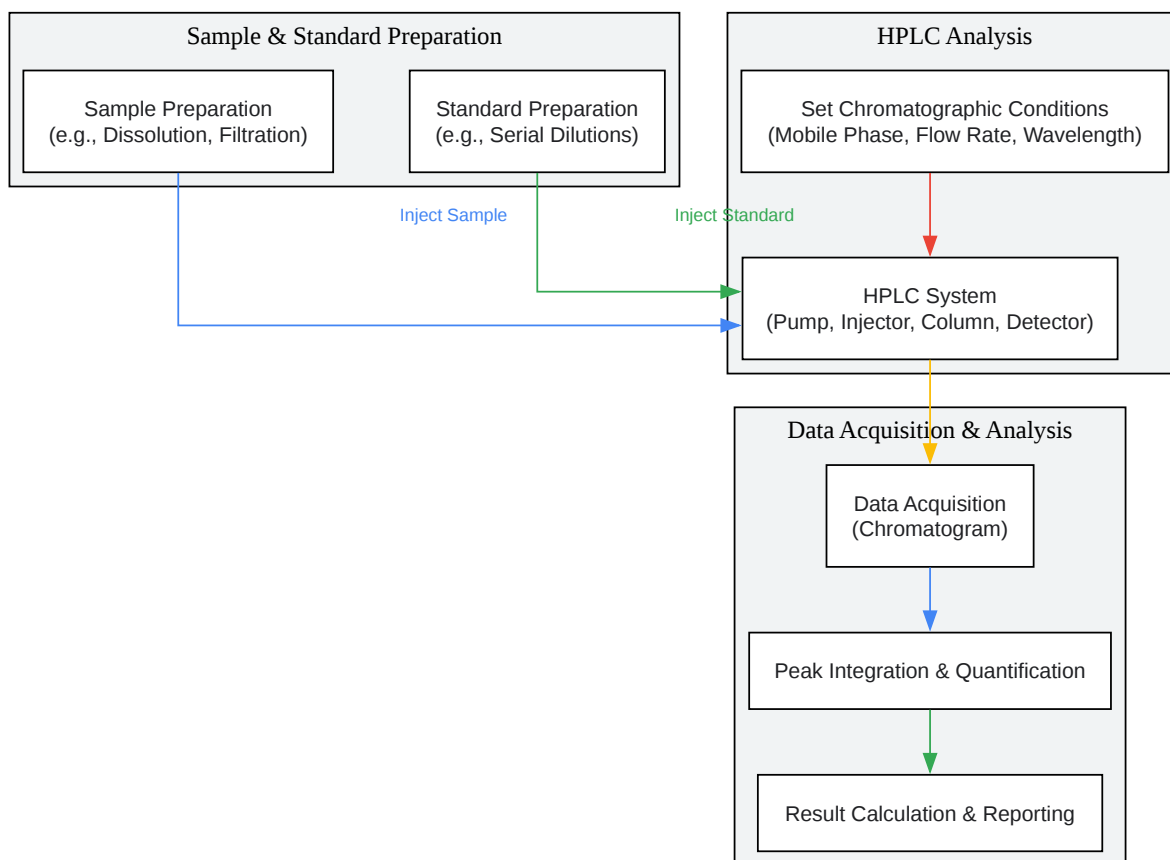 Sample & Standard Preparation
Sample Preparation
(e.g., Dissolution, Filtration)
Standard Preparation
(e.g., Serial Dilutions)
HPLC Analysis
Set Chromatographic Conditions
(Mobile Phase, Flow Rate, Wavelength)
Inject Sample
Inject Standard
HPLC System
(Pump, Injector, Column, Detector)
Data Acquisition & Analysis
Data Acquisition
(Chromatogram)
Peak Integration & Quantification
Result Calculation & Reporting